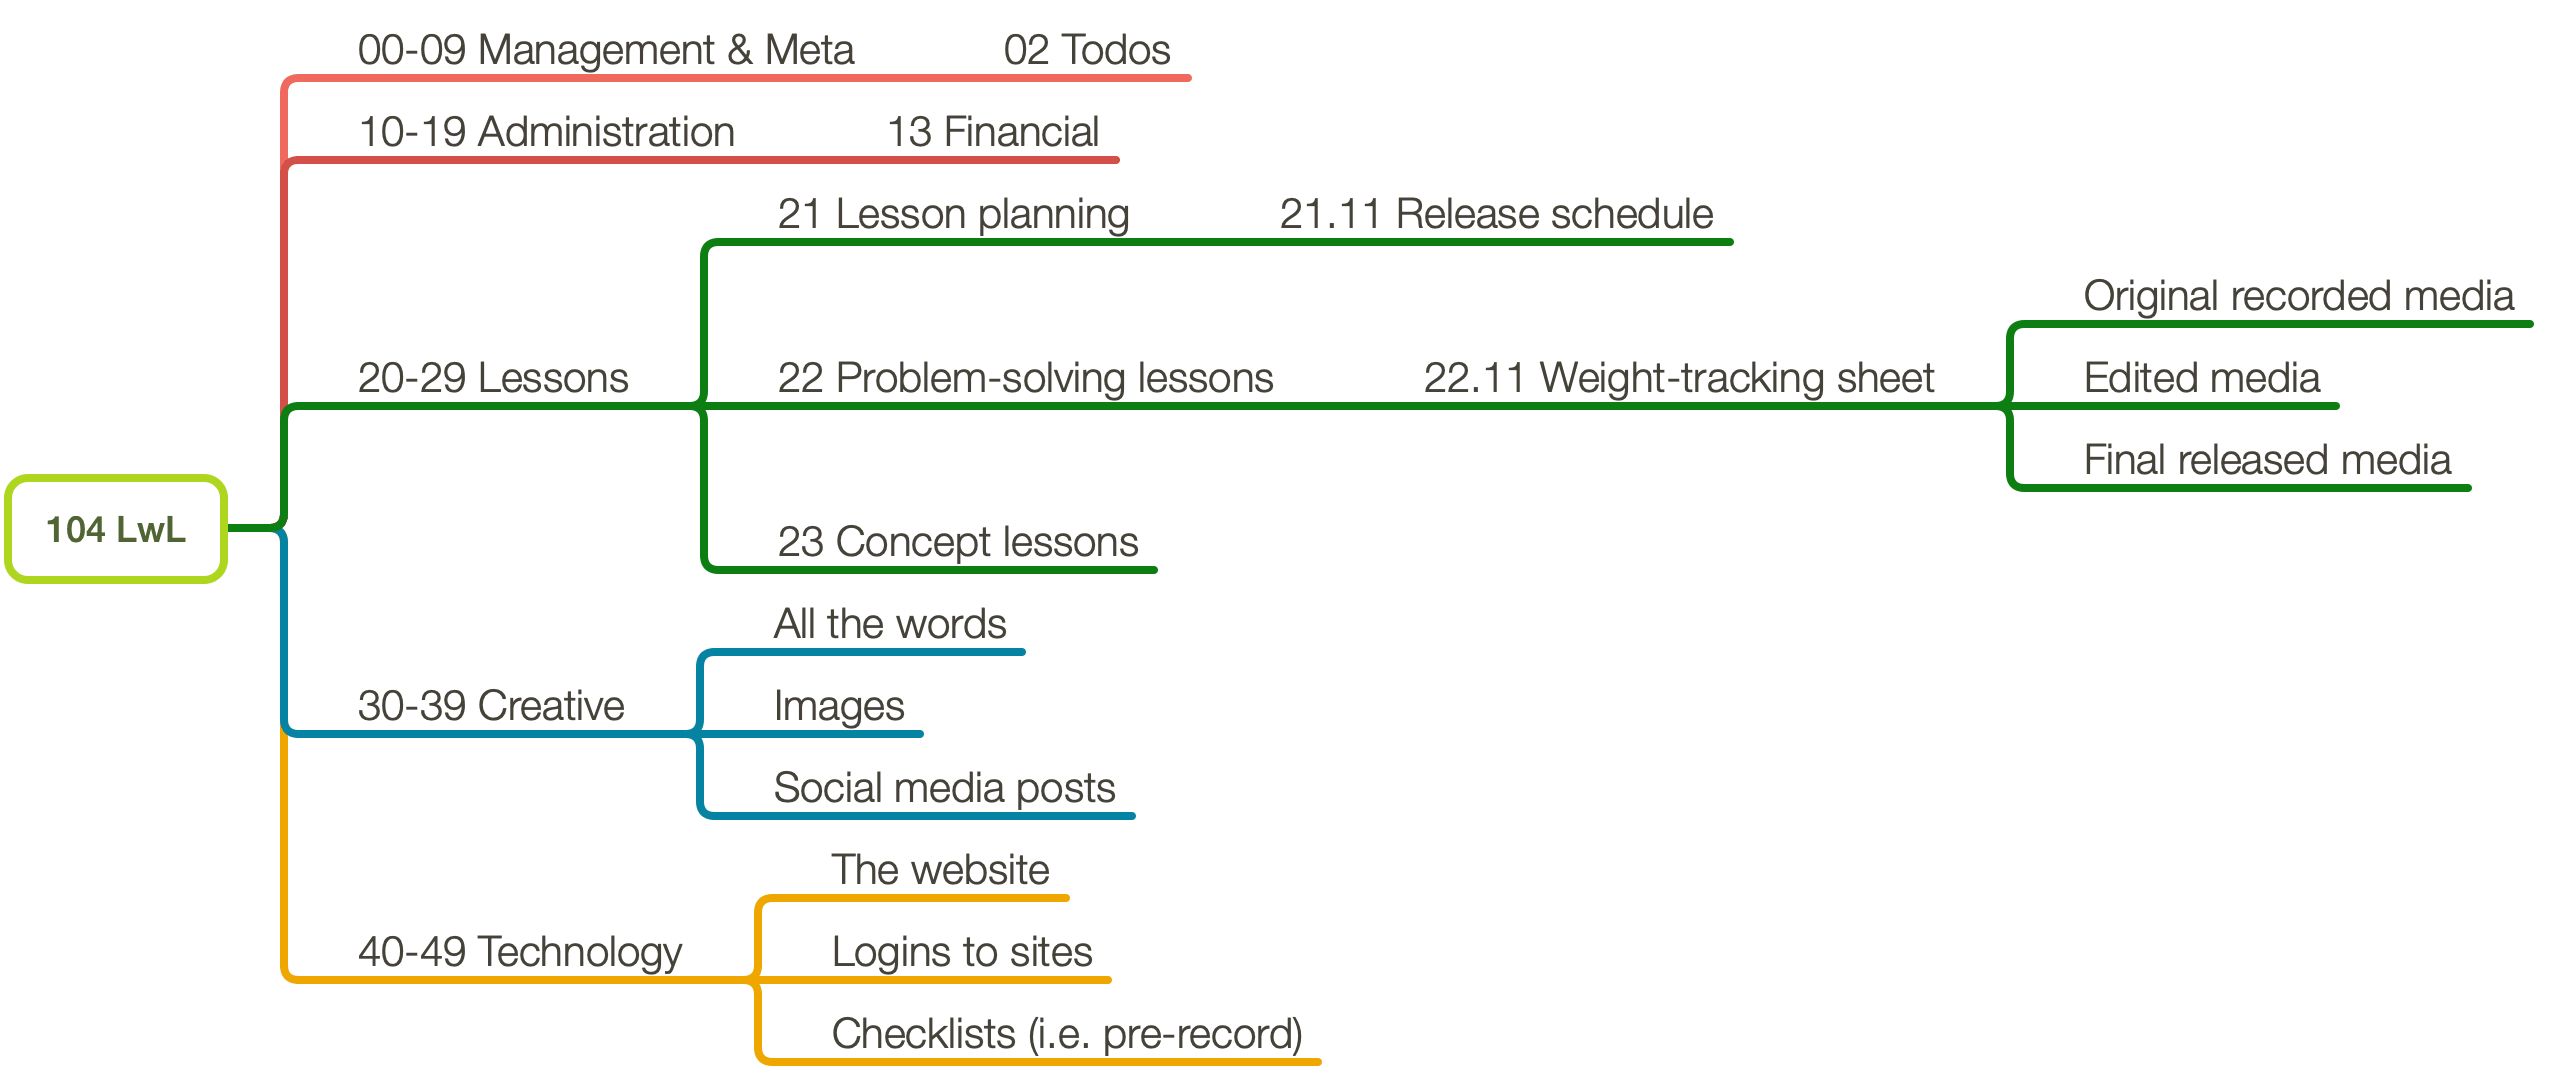 104 LwL
00-09 Management & Meta
02 Todos
10-19 Administration
13 Financial
20-29 Lessons
21 Lesson planning
21.11 Release schedule
22 Problem-solving lessons
22.11 Weight-tracking sheet
Original recorded media
Edited media
Final released media
23 Concept lessons
30-39 Creative
All the words
Images
Social media posts
40-49 Technology
The website
Logins to sites
Checklists (i.e. pre-record)